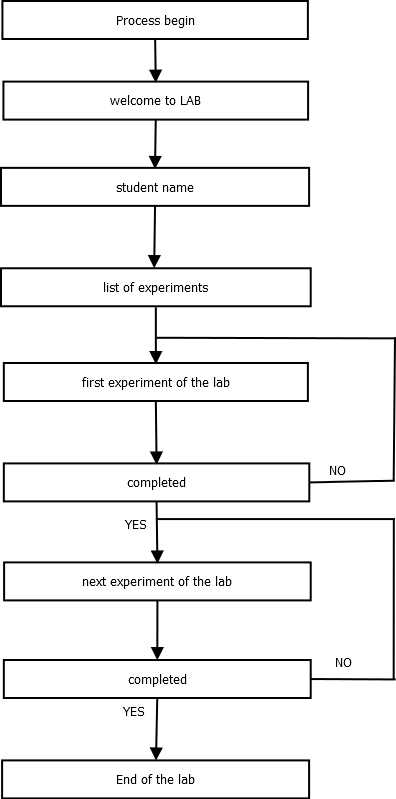 Process begin
welcome to LAB
student name
list of experiments
first experiment of the lab
completed
NO
YES
next experiment of the lab
completed
NO
YES
End of the lab